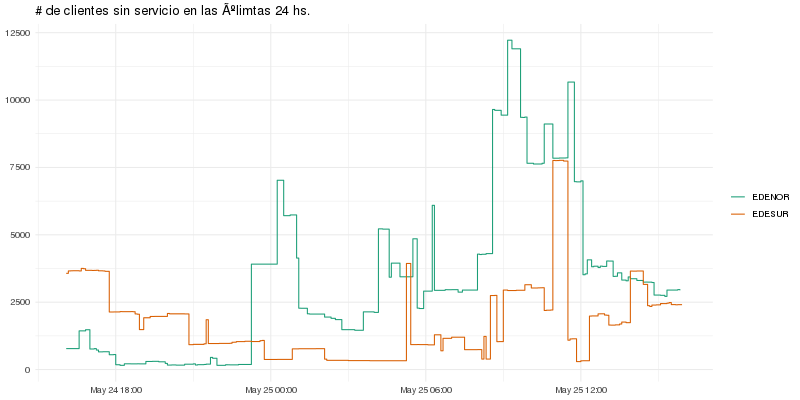 # de clientes sin servicio en las Ãºlimtas 24 hs.
12500
10000
7500
5000
2500
0
May 24 18:00
May 25 00:00
May 25 06:00
May 25 12:00
EDENOR
EDESUR